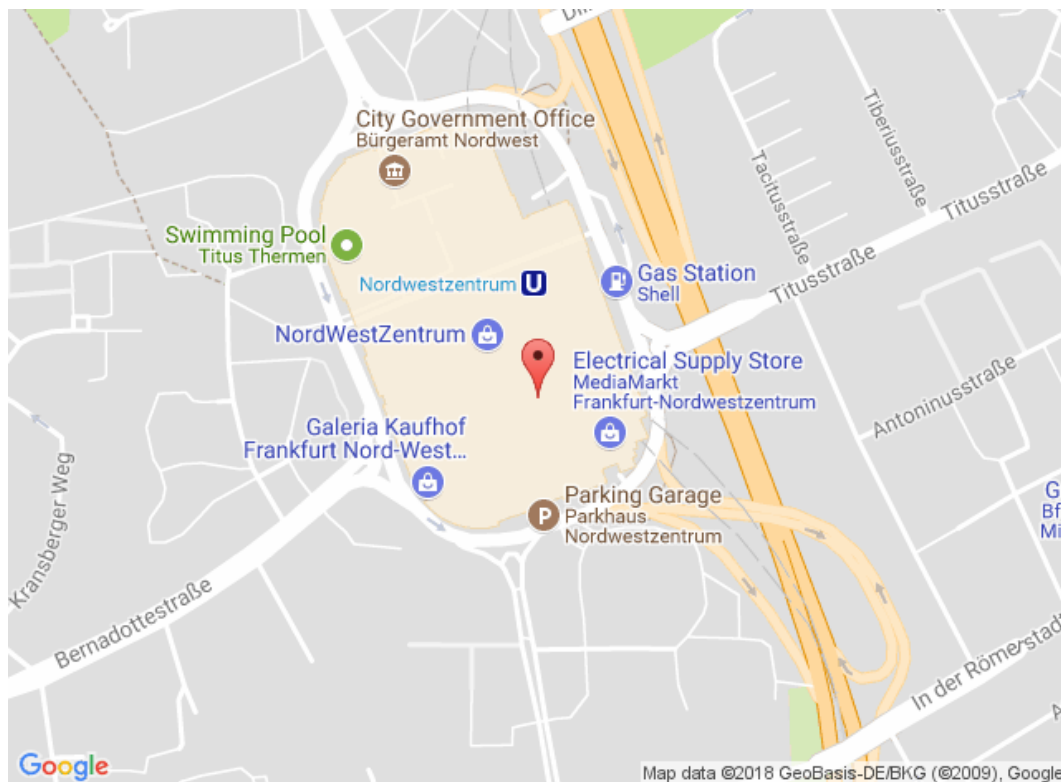 City Government Office
Bürgeramt Nordwest
Swimming Pool
Titus Thermen
Nordwestzentrum
U
NordWestZentrum
Gas Station
Shell
Electrical Supply Store
MediaMarkt
Frankfurt-Nordwestzentrum
Galeria Kaufhof
Frankfurt Nord-West...
P
Parking Garage
Parkhaus
Nordwestzentrum
Tiberiusstraße
Tacitusstraße
Titusstraße
Titusstraße
Antoninusstraße
Kransberger Weg
Bernadottestraße
In der Römerstadt
G
Bf
Mi
Google
Map data ©2018 GeoBasis-DE/BKG (©2009), Google